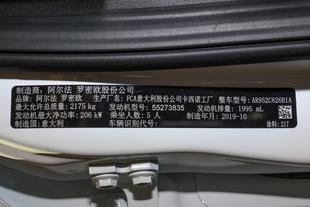 制造商：阿尔法 罗密欧股份公司
品牌：阿尔法 罗密欧 生产厂名：FCA意大利股份公司卡西诺工厂 整车型号：AR952CA26B1A
最大允许总质量：2175 kg 发动机型号：55273835 发动机排量：1995 mL
发动机最大净功率：206 kW 乘坐人数：5 人 制造年月：2019-10
制造国：意大利 车辆识别代号： 涂料：217